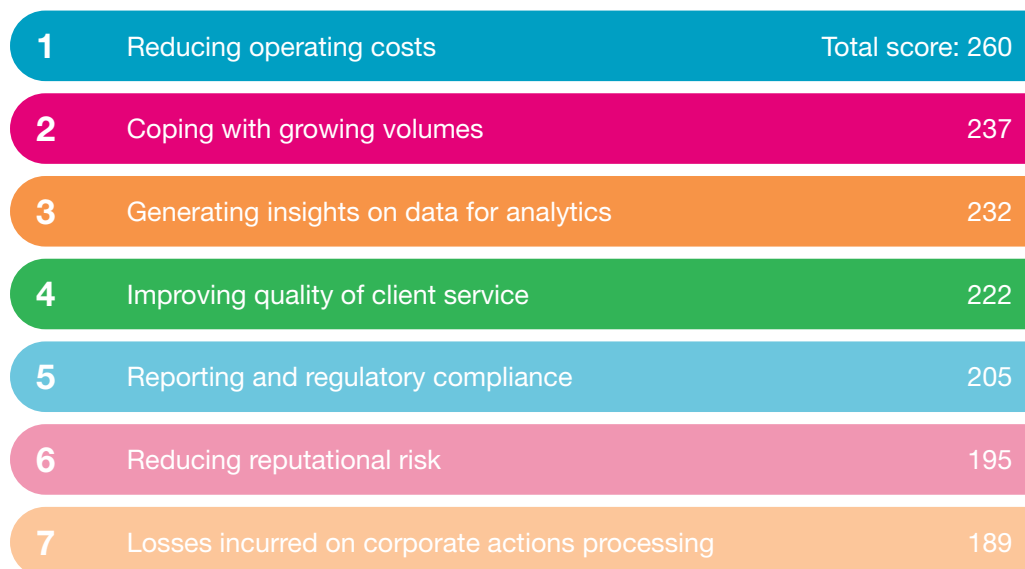 1 Reducing operating costs Total score: 260
2 Coping with growing volumes 237
3 Generating insights on data for analytics 232
4 Improving quality of client service 222
5 Reporting and regulatory compliance 205
6 Reducing reputational risk 195
7 Losses incurred on corporate actions processing 189